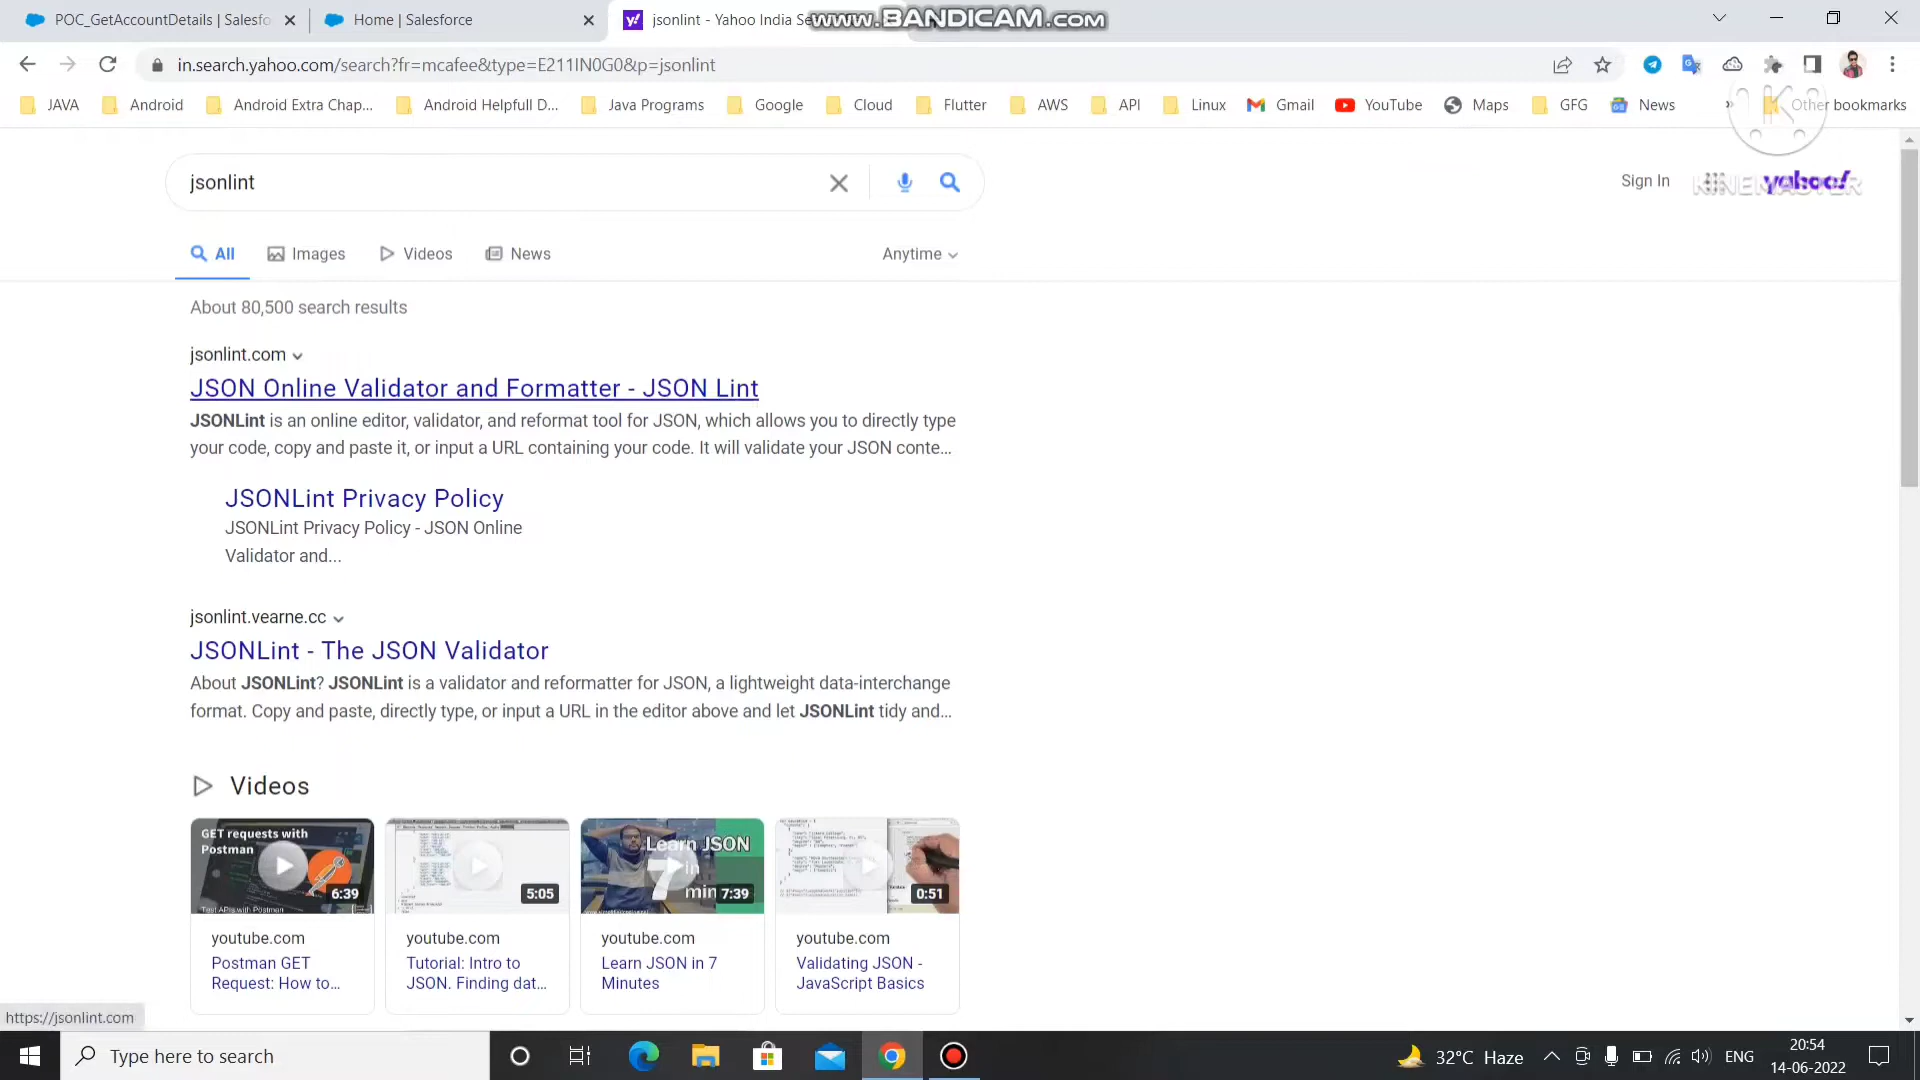 POC_GetAccountDetails | Salesfo
Home | Salesforce
jsonlint - Yahoo India Se
www.BANDICAM.com
in.search.yahoo.com/search?fr=mcafee&type=E211IN0G0&p=jsonlint
JAVA
Android
Android Extra Chap...
Android Helpfull D...
Java Programs
Google
Cloud
Flutter
AWS
API
Linux
Gmail
YouTube
Maps
GFG
News
»
Other bookmarks
jsonlint
Sign In
yahoo!
KINEMASTER
All
Images
Videos
News
Anytime
About 80,500 search results
jsonlint.com
JSON Online Validator and Formatter - JSON Lint
JSONLint is an online editor, validator, and reformat tool for JSON, which allows you to directly type
your code, copy and paste it, or input a URL containing your code. It will validate your JSON conte...
JSONLint Privacy Policy
JSONLint Privacy Policy - JSON Online
Validator and...
jsonlint.vearne.cc
JSONLint - The JSON Validator
About JSONLint? JSONLint is a validator and reformatter for JSON, a lightweight data-interchange
format. Copy and paste, directly type, or input a URL in the editor above and let JSONLint tidy and...
Videos
GET requests with
Postman
6:39
Test APIs with Postman
5:05
Learn JSON
7 in
min
7:39
0:51
youtube.com
Postman GET
Request: How to...
youtube.com
Tutorial: Intro to
JSON. Finding dat...
youtube.com
Learn JSON in 7
Minutes
youtube.com
Validating JSON -
JavaScript Basics
https://jsonlint.com
Type here to search
32°C Haze
ENG
20:54
14-06-2022